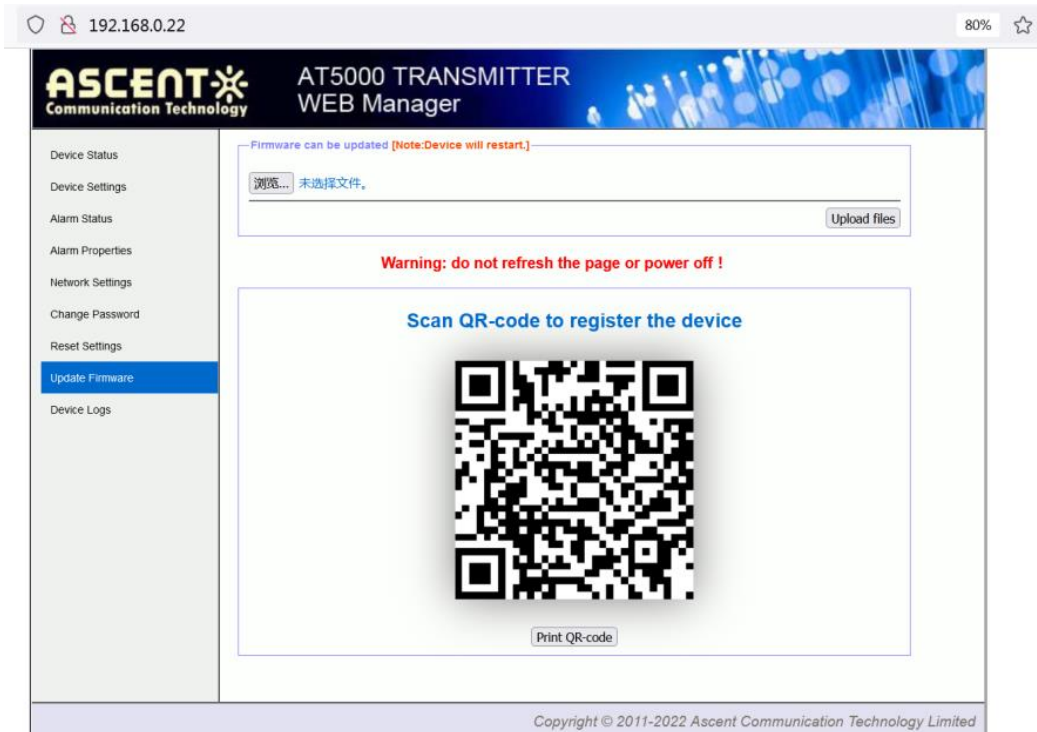 192.168.0.22
80%
ASCENT
Communication Technology
AT5000 TRANSMITTER
WEB Manager
Device Status
Device Settings
Alarm Status
Alarm Properties
Network Settings
Change Password
Reset Settings
Update Firmware
Device Logs
Firmware can be updated [Note:Device will restart.]
浏览... 未选择文件。
Upload files
Warning: do not refresh the page or power off !
Scan QR-code to register the device
Print QR-code
Copyright © 2011-2022 Ascent Communication Technology Limited